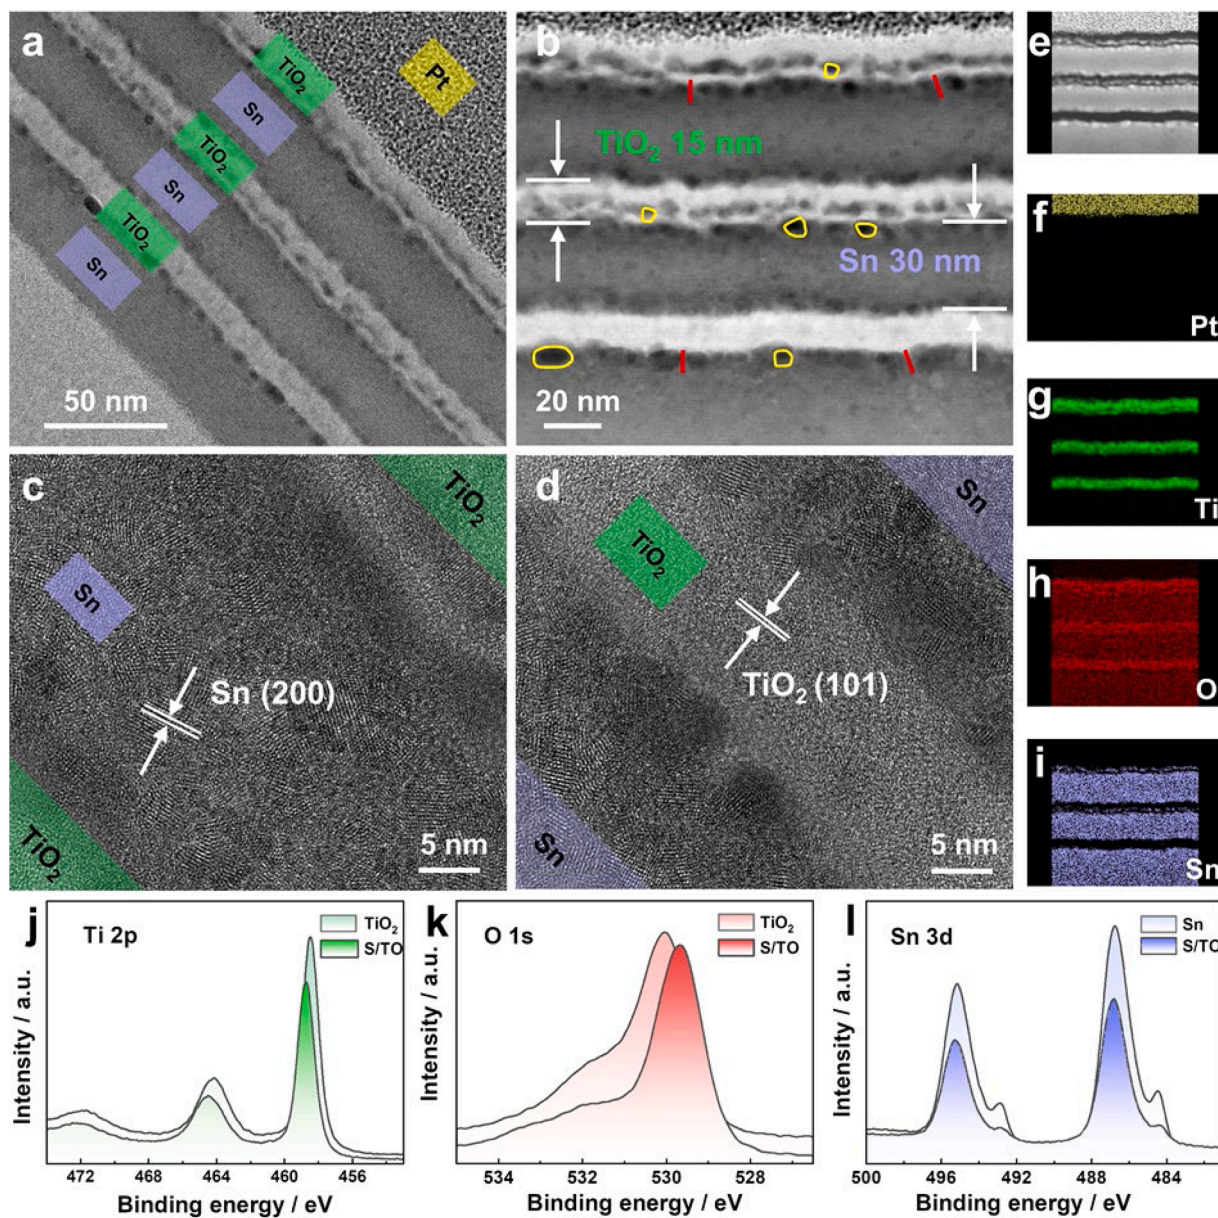 a
TiO2
Pt
Sn
TiO2
Sn
TiO2
Sn
50 nm
b
TiO2 15 nm
Sn 30 nm
20 nm
c
TiO2
Sn
Sn (200)
TiO2
5 nm
d
Sn
TiO2
TiO2 (101)
Sn
5 nm
e
f
Pt
g
Ti
h
O
i
Sn
j
Ti 2p
TiO2
S/TO
Intensity / a.u.
472 468 464 460 456
Binding energy / eV
k
O 1s
TiO2
S/TO
Intensity / a.u.
534 532 530 528
Binding energy / eV
l
Sn 3d
Sn
S/TO
Intensity / a.u.
500 496 492 488 484
Binding energy / eV